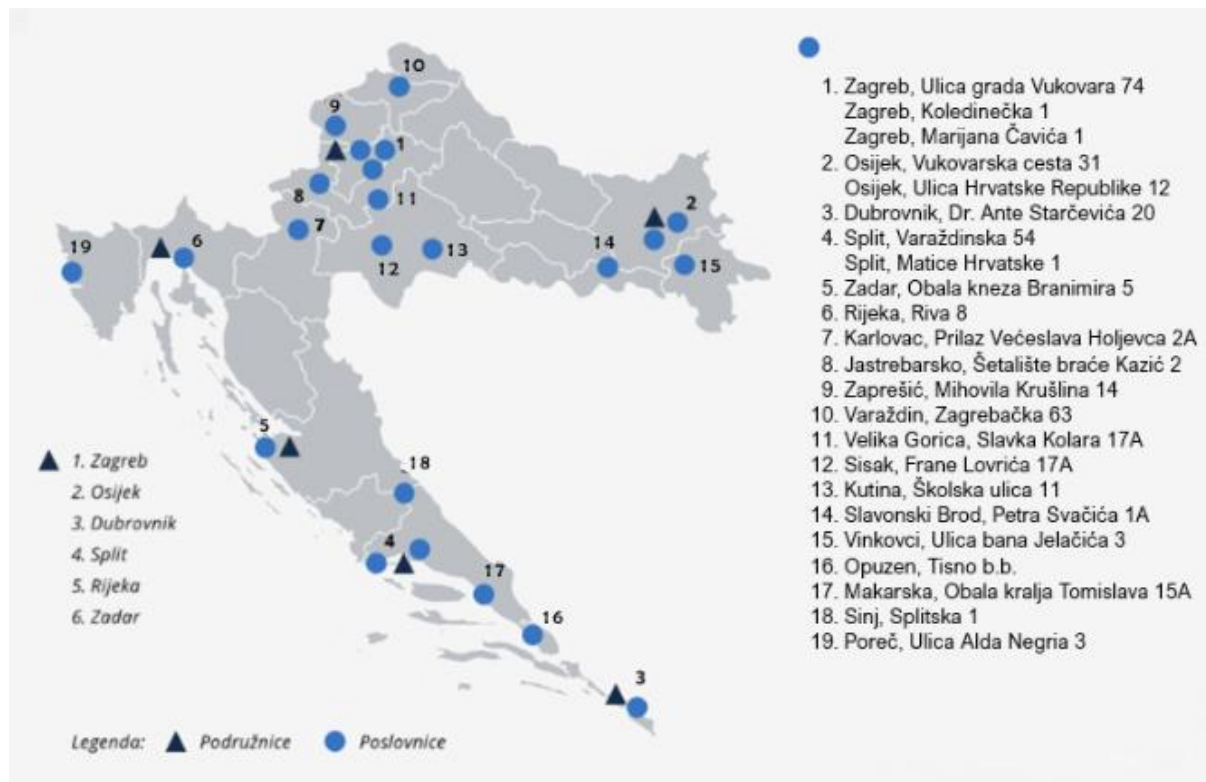 10
9
1
8
11
7
2
19
6
12
13
14
15
5
18
4
17
16
3
1. Zagreb
2. Osijek
3. Dubrovnik
4. Split
5. Rijeka
6. Zadar
Legenda: Podružnice Poslovnice
1. Zagreb, Ulica grada Vukovara 74
Zagreb, Koledinečka 1
Zagreb, Marijana Čavića 1
2. Osijek, Vukovarska cesta 31
Osijek, Ulica Hrvatske Republike 12
3. Dubrovnik, Dr. Ante Starčevića 20
4. Split, Varaždinska 54
Split, Matice Hrvatske 1
5. Zadar, Obala kneza Branimira 5
6. Rijeka, Riva 8
7. Karlovac, Prilaz Većeslava Holjevca 2A
8. Jastrebarsko, Šetalište braće Kazić 2
9. Zaprešić, Mihovila Krušlina 14
10. Varaždin, Zagrebačka 63
11. Velika Gorica, Slavka Kolara 17A
12. Sisak, Frane Lovrića 17A
13. Kutina, Školska ulica 11
14. Slavonski Brod, Petra Svačića 1A
15. Vinkovci, Ulica bana Jelačića 3
16. Opuzen, Tisno b.b.
17. Makarska, Obala kralja Tomislava 15A
18. Sinj, Splitska 1
19. Poreč, Ulica Alda Negria 3